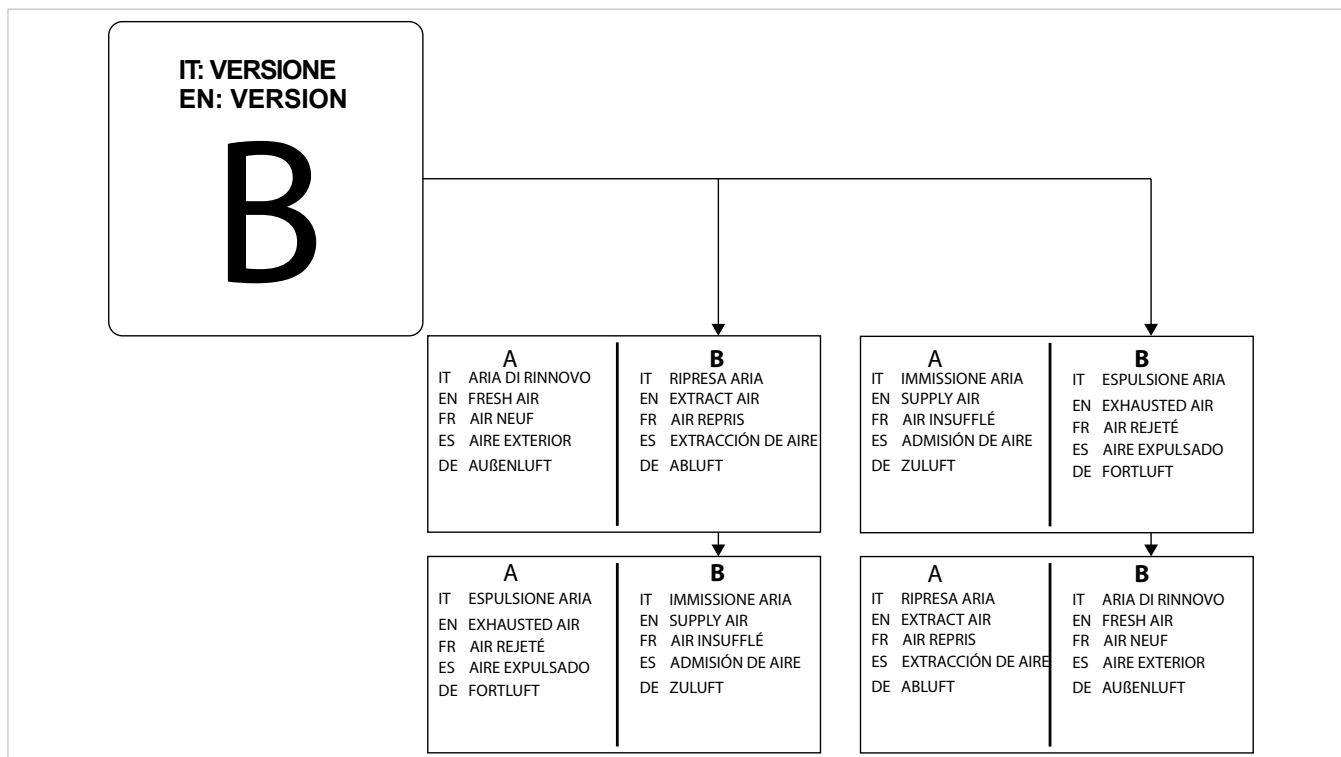 IT: VERSIONE
EN: VERSION
B
A
IT ARIA DI RINNOVO
EN FRESH AIR
FR AIR NEUF
ES AIRE EXTERIOR
DE AUßENLUFT
B
IT RIPRESA ARIA
EN EXTRACT AIR
FR AIR REPRIS
ES EXTRACCIÓN DE AIRE
DE ABLUFT
A
IT IMMISSIONE ARIA
EN SUPPLY AIR
FR AIR INSUFFLÉ
ES ADMISIÓN DE AIRE
DE ZULUFT
B
IT ESPULSIONE ARIA
EN EXHAUSTED AIR
FR AIR REJETÉ
ES AIRE EXPULSADO
DE FORTLUFT
A
IT ESPULSIONE ARIA
EN EXHAUSTED AIR
FR AIR REJETÉ
ES AIRE EXPULSADO
DE FORTLUFT
B
IT IMMISSIONE ARIA
EN SUPPLY AIR
FR AIR INSUFFLÉ
ES ADMISIÓN DE AIRE
DE ZULUFT
A
IT RIPRESA ARIA
EN EXTRACT AIR
FR AIR REPRIS
ES EXTRACCIÓN DE AIRE
DE ABLUFT
B
IT ARIA DI RINNOVO
EN FRESH AIR
FR AIR NEUF
ES AIRE EXTERIOR
DE AUßENLUFT